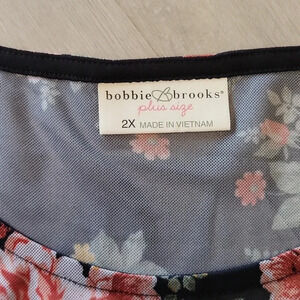 bobbie brooks®
plus size
2X MADE IN VIETNAM